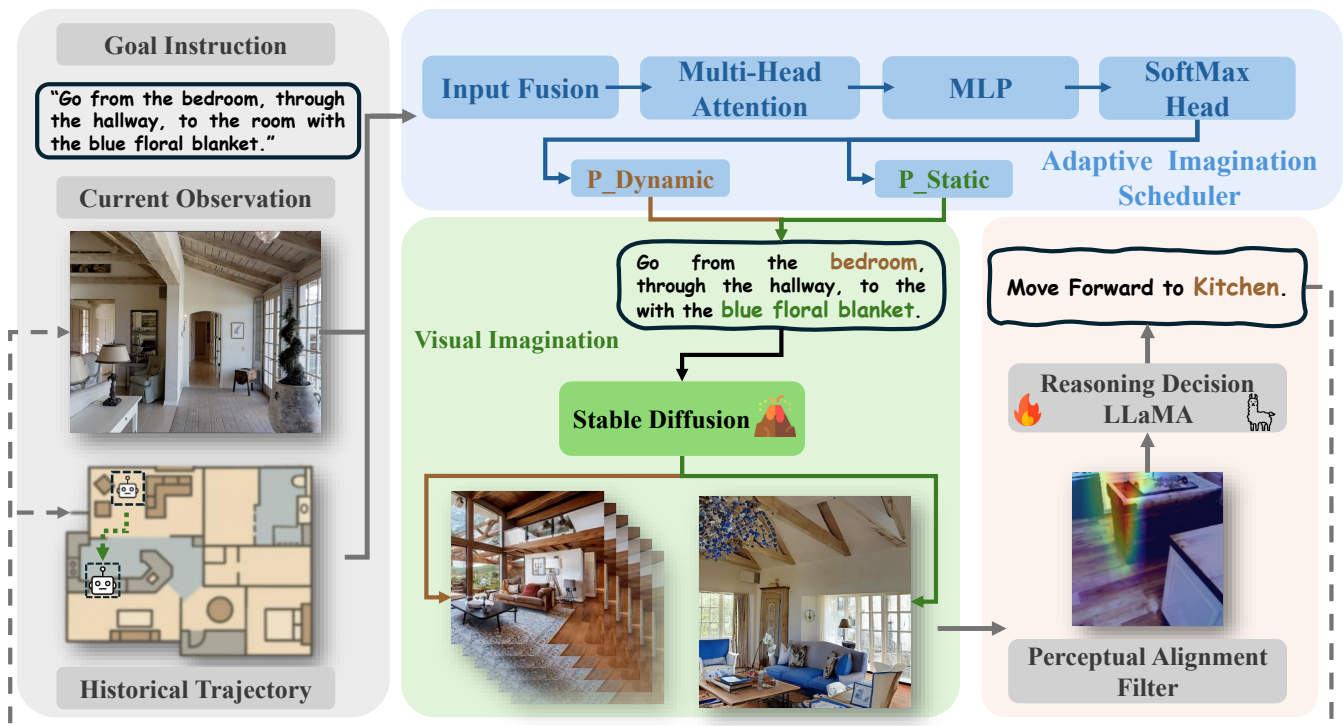 Goal Instruction
“Go from the bedroom, through
the hallway, to the room with
the blue floral blanket.”
Current Observation
Historical Trajectory
Input Fusion
Multi-Head
Attention
MLP
SoftMax
Head
P_Dynamic
P_Static
Adaptive Imagination
Scheduler
Go from the bedroom,
through the hallway, to the
with the blue floral blanket.
Visual Imagination
Stable Diffusion
Move Forward to Kitchen.
Reasoning Decision
LLaMA
Perceptual Alignment
Filter